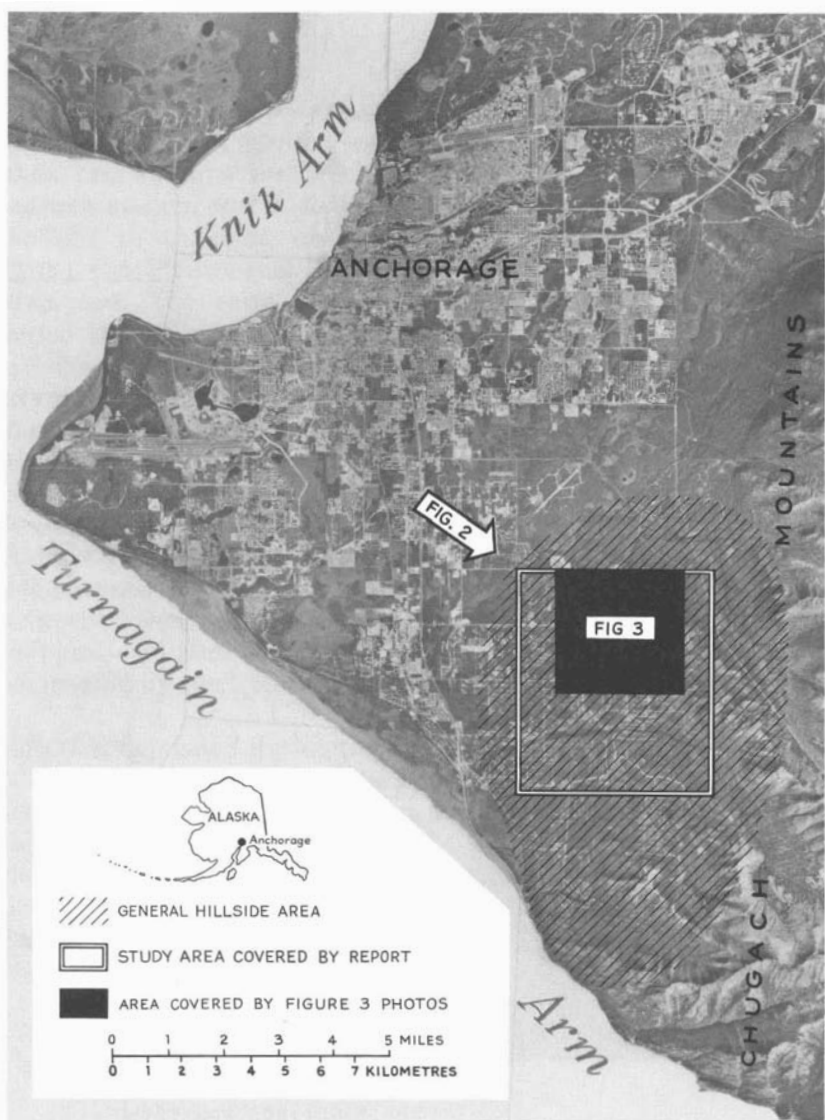 Knik Arm
ANCHORAGE
MOUNTAINS
FIG. 2
FIG 3
Turnagain
Arm
CHUGACH
ALASKA
Anchorage
GENERAL HILLSIDE AREA
STUDY AREA COVERED BY REPORT
AREA COVERED BY FIGURE 3 PHOTOS
0 1 2 3 4 5 MILES
0 1 2 3 4 5 6 7 KILOMETRES